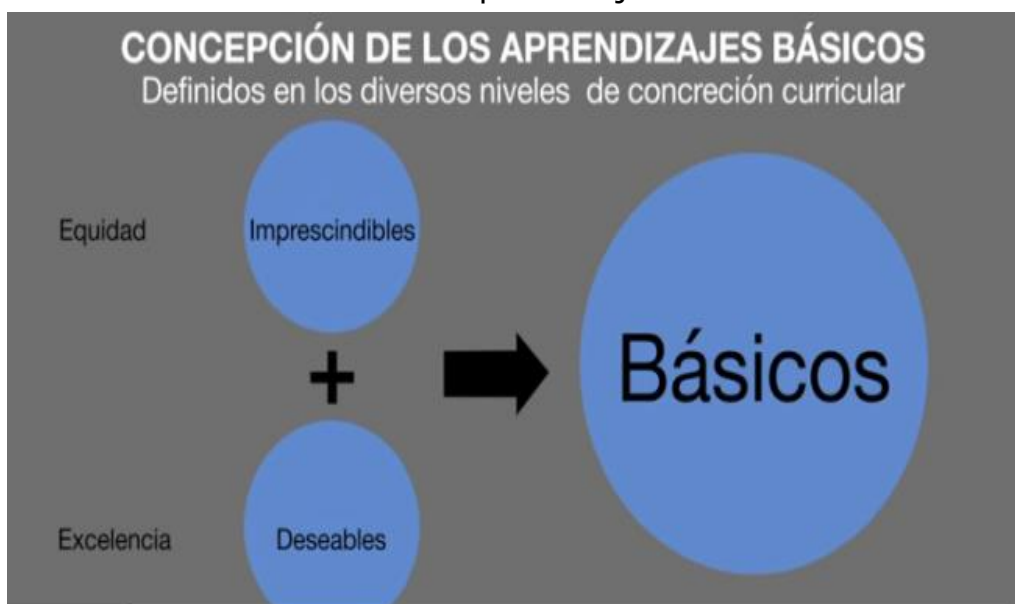 CONCEPCIÓN DE LOS APRENDIZAJES BÁSICOS
Definidos en los diversos niveles de concreción curricular
Equidad
Imprescindibles
+
Básicos
Excelencia
Deseables